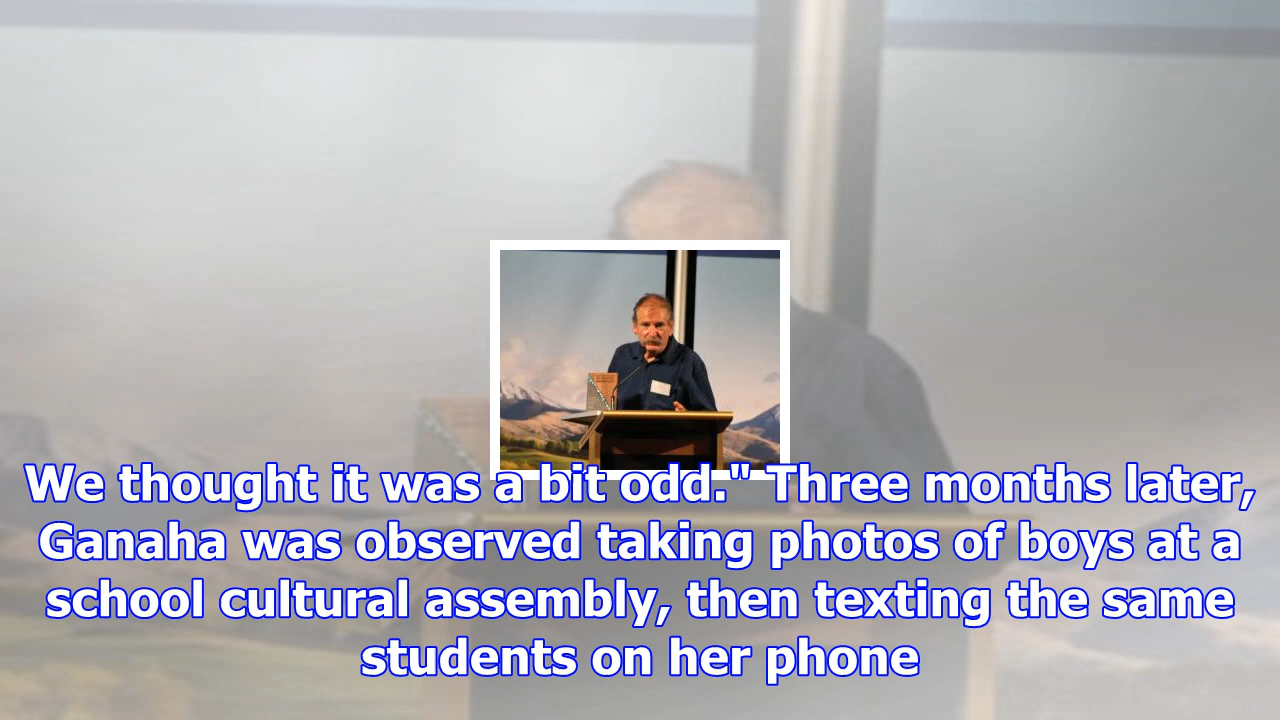 We thought it was a bit odd." Three months later,
Ganaha was observed taking photos of boys at a
school cultural assembly, then texting the same
students on her phone